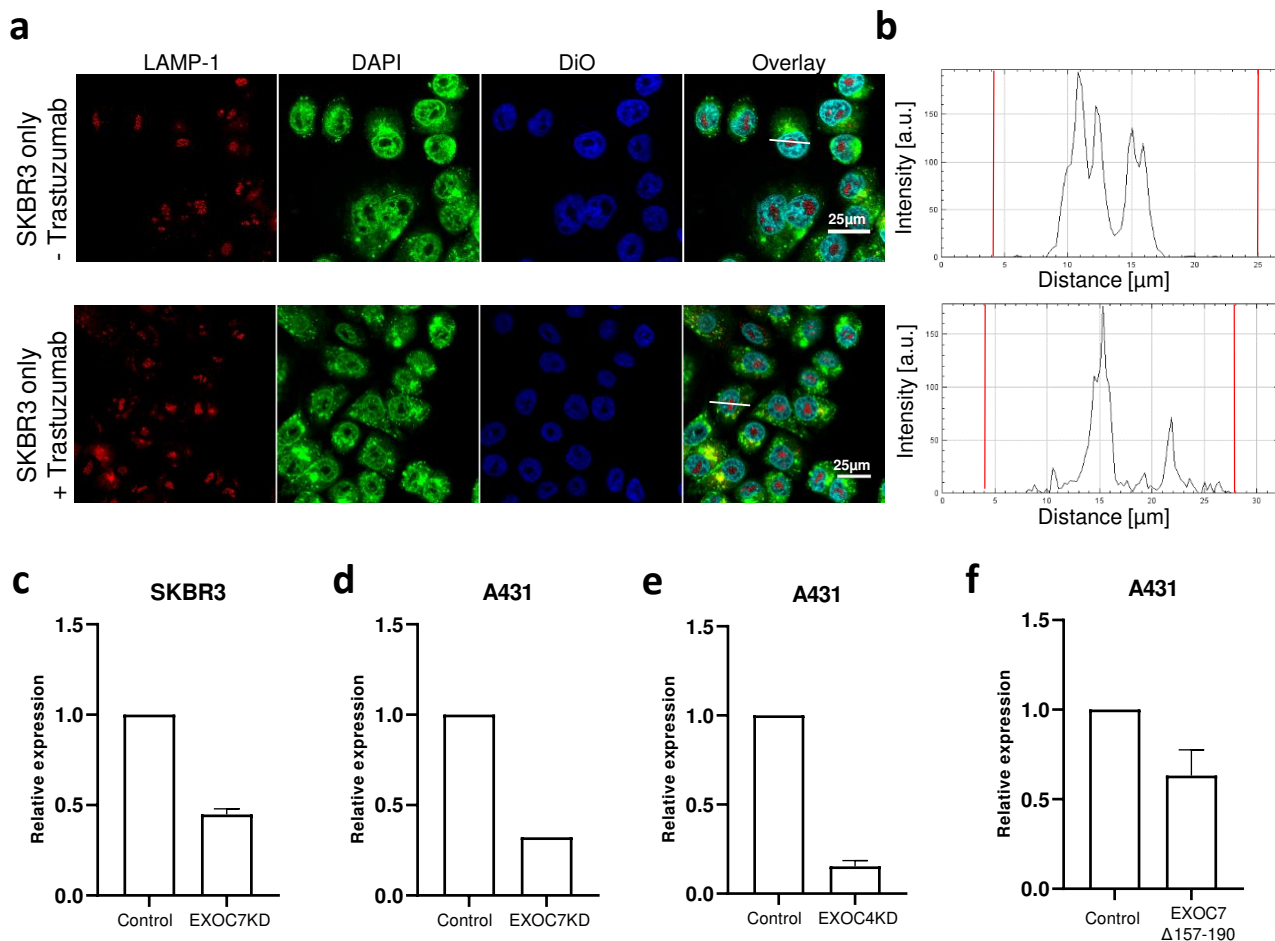 a
LAMP-1 DAPI DiO Overlay
SKBR3 only
- Trastuzumab
25µm
SKBR3 only
+ Trastuzumab
25µm
b
Intensity [a.u.]
150
100
50
0
0 5 10 15 20 25
Distance [µm]
Intensity [a.u.]
150
100
50
0
0 5 10 15 20 25 30
Distance [µm]
c
SKBR3
Relative expression
1.5
1.0
0.5
0.0
Control EXOC7KD
d
A431
Relative expression
1.5
1.0
0.5
0.0
Control EXOC7KD
e
A431
Relative expression
1.5
1.0
0.5
0.0
Control EXOC4KD
f
A431
Relative expression
1.5
1.0
0.5
0.0
Control EXOC7
Δ157-190